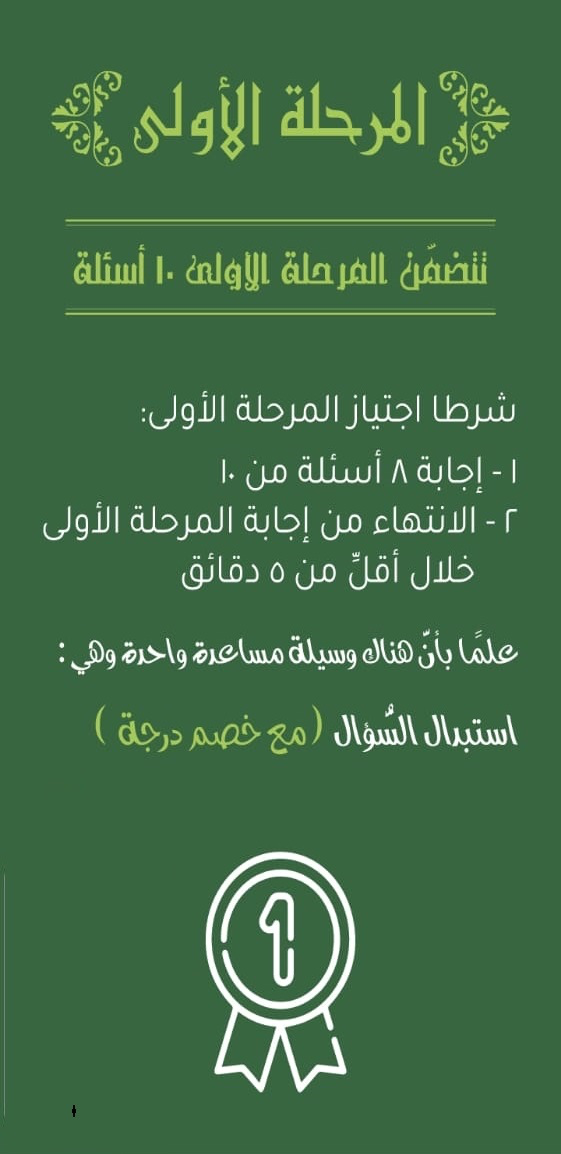 المرحلة الأولى
تتضمّن المرحلة الأولى ١٠ أسئلة
شرطا اجتياز المرحلة الأولى:
١ - إجابة ٨ أسئلة من ١٠
٢ - الانتهاء من إجابة المرحلة الأولى
خلال أقلِّ من ٥ دقائق
علمًا بأنّ هناك وسيلة مساعدة واحدة وهي :
استبدال السُّؤال ( مع خصم درجة )
1